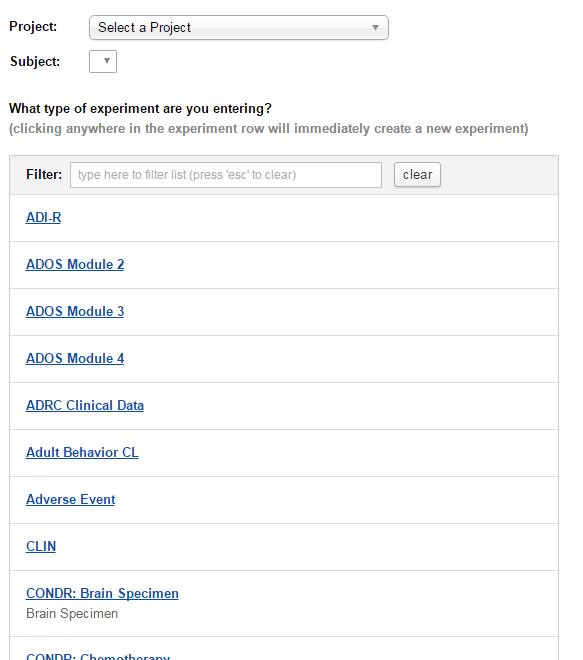 Project: Select a Project
Subject:
What type of experiment are you entering?
(clicking anywhere in the experiment row will immediately create a new experiment)
Filter: type here to filter list (press 'esc' to clear) clear
ADI-R
ADOS Module 2
ADOS Module 3
ADOS Module 4
ADRC Clinical Data
Adult Behavior CL
Adverse Event
CLIN
CONDR: Brain Specimen
Brain Specimen
CONDR: Chemotherapy